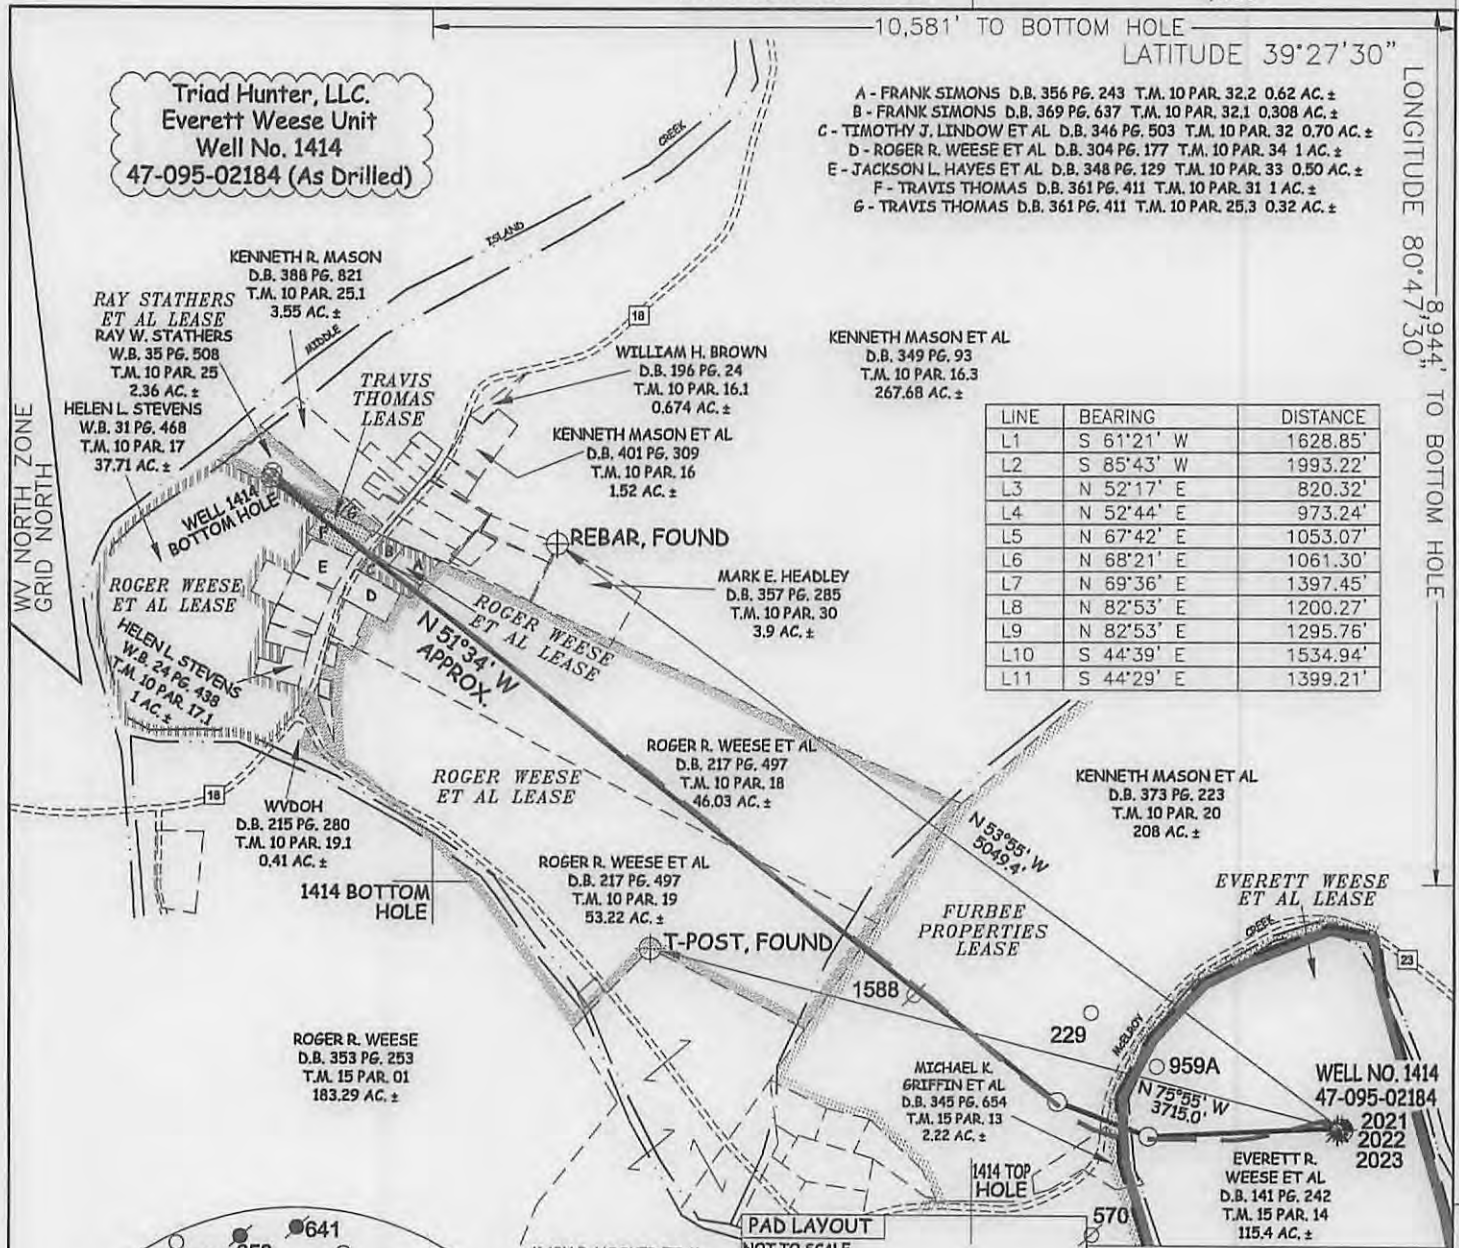 10,581' TO BOTTOM HOLE
LATITUDE 39°27'30"
LONGITUDE 80°47'30"
8,944' TO BOTTOM HOLE
Triad Hunter, LLC.
Everett Weese Unit
Well No. 1414
47-095-02184 (As Drilled)
A - FRANK SIMONS D.B. 356 PG. 243 T.M. 10 PAR. 32.2 0.62 AC. ±
B - FRANK SIMONS D.B. 369 PG. 637 T.M. 10 PAR. 32.1 0.308 AC. ±
C - TIMOTHY J. LINDOW ET AL D.B. 346 PG. 503 T.M. 10 PAR. 32 0.70 AC. ±
D - ROGER R. WEESE ET AL D.B. 304 PG. 177 T.M. 10 PAR. 34 1 AC. ±
E - JACKSON L. HAYES ET AL D.B. 348 PG. 129 T.M. 10 PAR. 33 0.50 AC. ±
F - TRAVIS THOMAS D.B. 361 PG. 411 T.M. 10 PAR. 31 1 AC. ±
G - TRAVIS THOMAS D.B. 361 PG. 411 T.M. 10 PAR. 25.3 0.32 AC. ±
MIDDLE
ISLAND
CREEK
KENNETH R. MASON
D.B. 388 PG. 821
T.M. 10 PAR. 25.1
3.55 AC. ±
RAY STATHERS
ET AL LEASE
RAY W. STATHERS
W.B. 35 PG. 508
T.M. 10 PAR. 25
2.36 AC. ±
HELEN L. STEVENS
W.B. 31 PG. 468
T.M. 10 PAR. 17
37.71 AC. ±
WV NORTH ZONE
GRID NORTH
TRAVIS
THOMAS
LEASE
18
WILLIAM H. BROWN
D.B. 196 PG. 24
T.M. 10 PAR. 16.1
0.674 AC. ±
KENNETH MASON ET AL
D.B. 349 PG. 93
T.M. 10 PAR. 16.3
267.68 AC. ±
KENNETH MASON ET AL
D.B. 401 PG. 309
T.M. 10 PAR. 16
1.52 AC. ±
LINE BEARING DISTANCE
L1 S 61°21' W 1628.85'
L2 S 85°43' W 1993.22'
L3 N 52°17' E 820.32'
L4 N 52°44' E 973.24'
L5 N 67°42' E 1053.07'
L6 N 68°21' E 1061.30'
L7 N 69°36' E 1397.45'
L8 N 82°53' E 1200.27'
L9 N 82°53' E 1295.76'
L10 S 44°39' E 1534.94'
L11 S 44°29' E 1399.21'
WELL 1414
BOTTOM HOLE
G
F
B
E
C
A
D
REBAR, FOUND
MARK E. HEADLEY
D.B. 357 PG. 285
T.M. 10 PAR. 30
3.9 AC. ±
ROGER WEESE
ET AL LEASE
ROGER WEESE
ET AL LEASE
N 51°34' W
APPROX.
HELEN L. STEVENS
W.B. 24 PG. 438
T.M. 10 PAR. 17.1
1 AC. ±
ROGER R. WEESE ET AL
D.B. 217 PG. 497
T.M. 10 PAR. 18
46.03 AC. ±
ROGER WEESE
ET AL LEASE
KENNETH MASON ET AL
D.B. 373 PG. 223
T.M. 10 PAR. 20
208 AC. ±
18
WVDOH
D.B. 215 PG. 280
T.M. 10 PAR. 19.1
0.41 AC. ±
N 53°55' W
5049.4'
1414 BOTTOM
HOLE
ROGER R. WEESE ET AL
D.B. 217 PG. 497
T.M. 10 PAR. 19
53.22 AC. ±
EVERETT WEESE
ET AL LEASE
FURBEE
PROPERTIES
LEASE
T-POST, FOUND
McELROY
CREEK
23
1588
229
959A
ROGER R. WEESE
D.B. 353 PG. 253
T.M. 15 PAR. 01
183.29 AC. ±
MICHAEL K.
GRIFFIN ET AL
D.B. 345 PG. 654
T.M. 15 PAR. 13
2.22 AC. ±
N 75°55' W
3715.0'
WELL NO. 1414
47-095-02184
2021
2022
2023
1414 TOP
HOLE
EVERETT R.
WEESE ET AL
D.B. 141 PG. 242
T.M. 15 PAR. 14
115.4 AC. ±
570
641
PAD LAYOUT
NOT TO SCALE